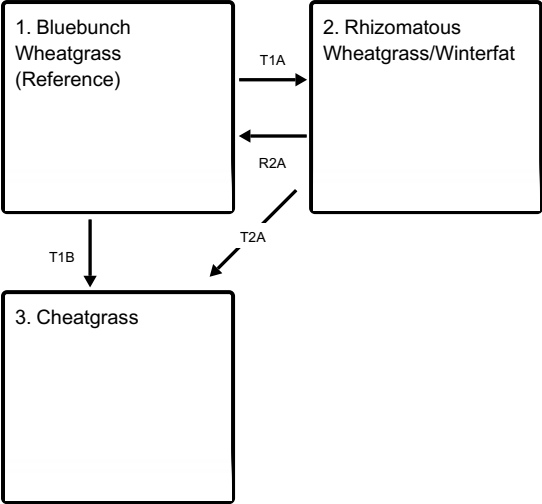 1. Bluebunch
Wheatgrass
(Reference)
T1A
2. Rhizomatous
Wheatgrass/Winterfat
R2A
T2A
T1B
3. Cheatgrass